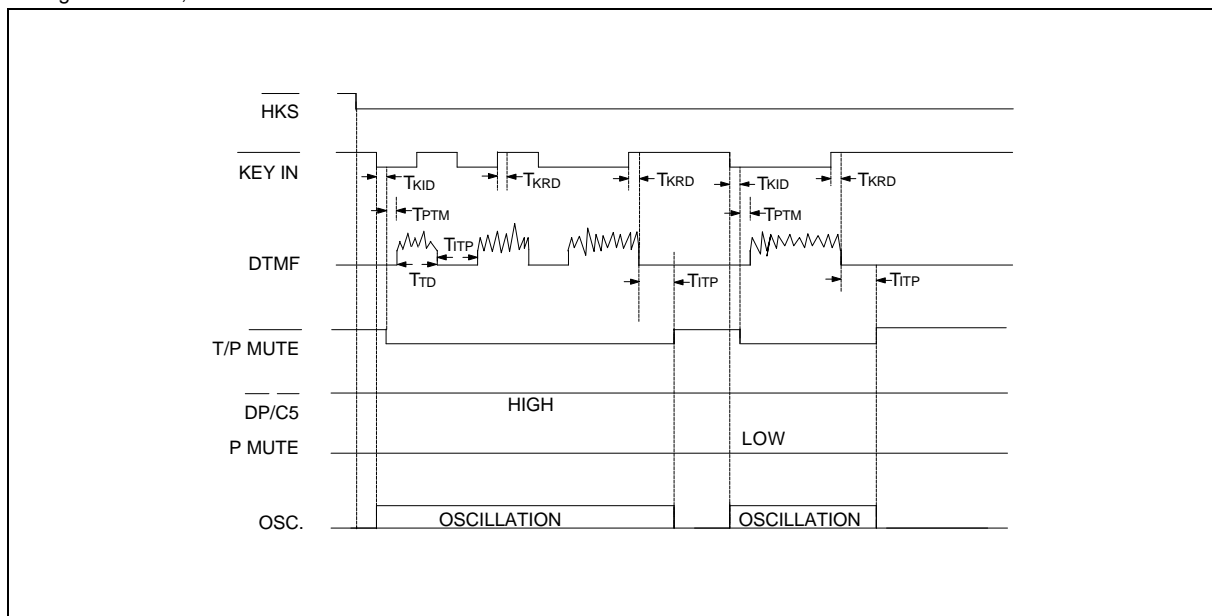 HKS
KEY IN
TKID
TKRD
TKRD
TKID
TKRD
TPTM
TPTM
TITP
DTMF
TTD
TITP
TITP
T/P MUTE
HIGH
DP/C5
LOW
P MUTE
OSC.
OSCILLATION
OSCILLATION